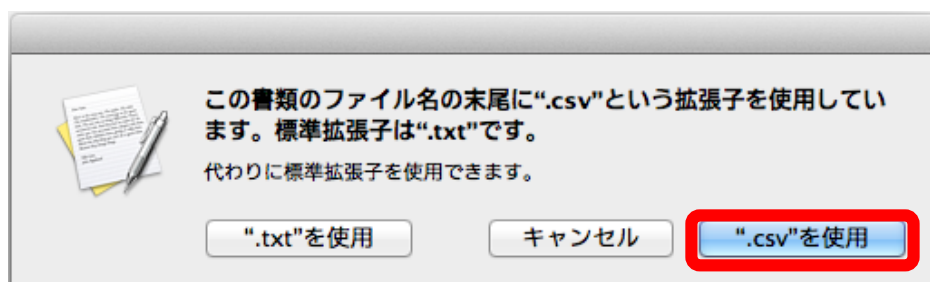 この書類のファイル名の末尾に“.csv”という拡張子を使用してい
ます。標準拡張子は“.txt”です。
代わりに標準拡張子を使用できます。
“.txt”を使用 キャンセル “.csv”を使用